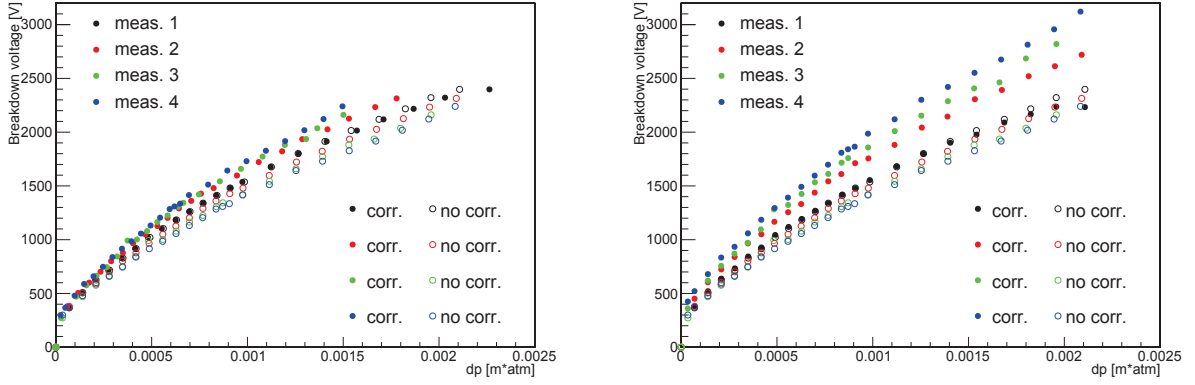 Breakdown voltage [V]
3000
2500
2000
1500
1000
500
0
meas. 1
meas. 2
meas. 3
meas. 4
corr. no corr.
corr. no corr.
corr. no corr.
corr. no corr.
0 0.0005 0.001 0.0015 0.002 0.0025
dp [m*atm]
Breakdown voltage [V]
3000
2500
2000
1500
1000
500
0
meas. 1
meas. 2
meas. 3
meas. 4
corr. no corr.
corr. no corr.
corr. no corr.
corr. no corr.
0 0.0005 0.001 0.0015 0.002 0.0025
dp [m*atm]